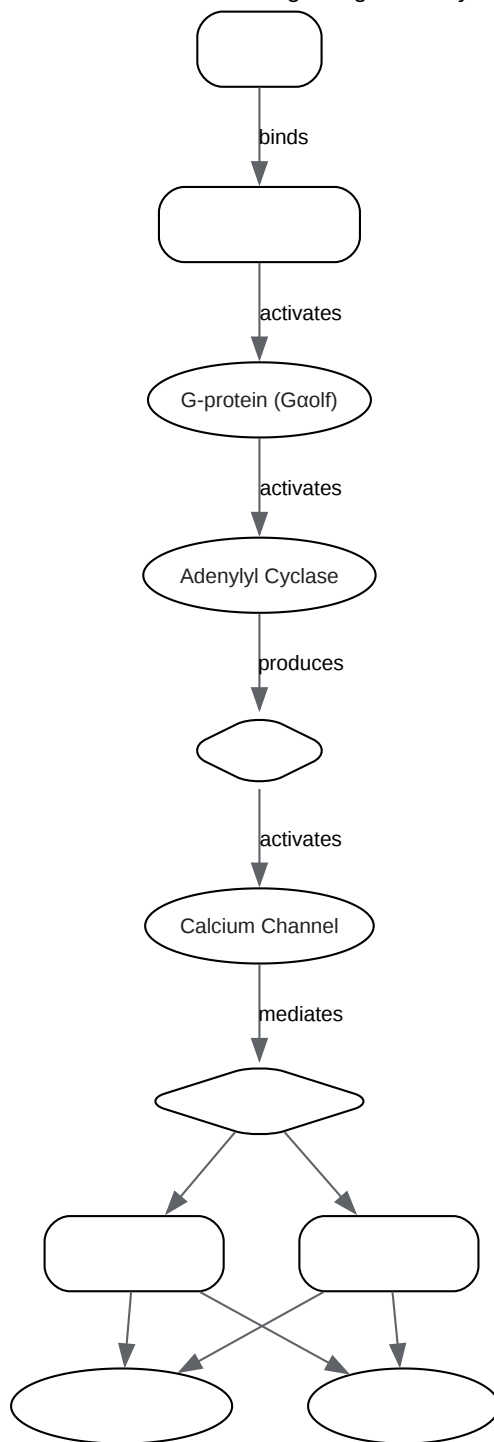 binds
activates
G-protein (Gαolf)
activates
Adenylyl Cyclase
produces
activates
Calcium Channel
mediates